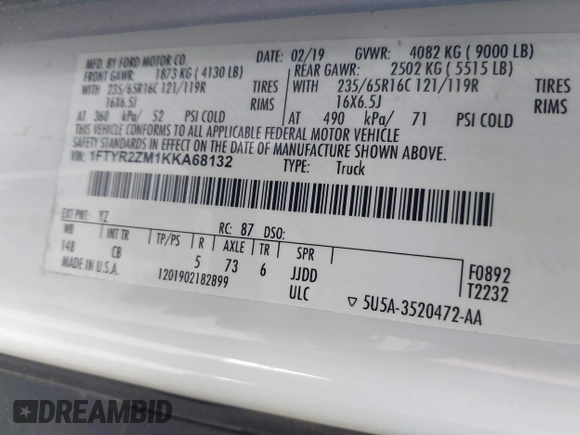 MFD. BY FORD MOTOR CO.
DATE: 02/19 GVWR: 4082 KG ( 9000 LB)
FRONT GAWR: 1873 KG ( 4130 LB) REAR GAWR: 2502 KG ( 5515 LB)
WITH 235/65R16C 121/119R TIRES WITH 235/65R16C 121/119R TIRES
16X6.5J RIMS 16X6.5J RIMS
AT 360 kPa/ 52 PSI COLD AT 490 kPa/ 71 PSI COLD
THIS VEHICLE CONFORMS TO ALL APPLICABLE FEDERAL MOTOR VEHICLE
SAFETY STANDARDS IN EFFECT ON THE DATE OF MANUFACTURE SHOWN ABOVE.
VIN: 1FTYR2ZM1KKA68132 TYPE: Truck
EXT PNT: YZ RC: 87 DSO:
WB INT TR TP/PS R AXLE TR SPR
148 CB 5 73 6 JJDD F0892
MADE IN U.S.A. 1201902182899 ULC T2232
▽ 5U5A-3520472-AA
DREAMBID